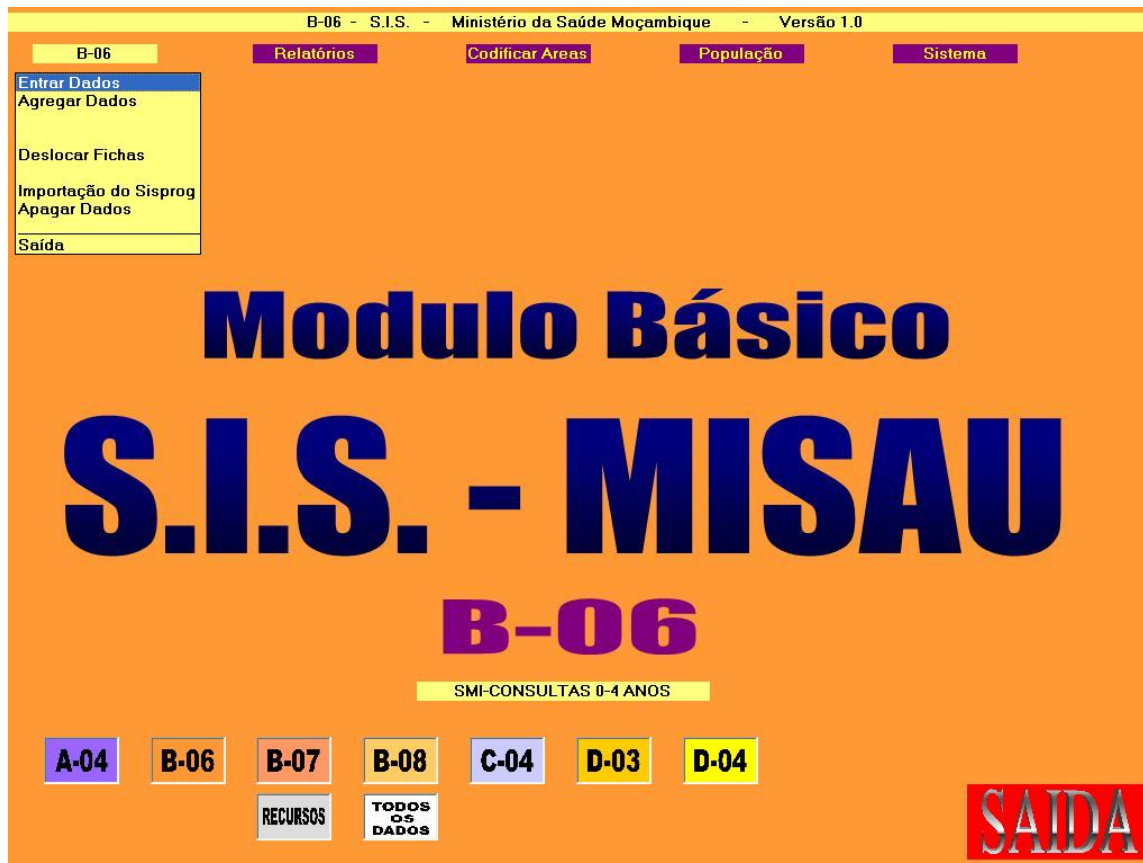 B-06 - S.I.S. - Ministério da Saúde Moçambique - Versão 1.0
B-06 Relatórios Codificar Areas População Sistema
Entrar Dados
Agregar Dados
Deslocar Fichas
Importação do Sisprog
Apagar Dados
Saída
Modulo Básico
S.I.S. - MISAU
B-06
SMI-CONSULTAS 0-4 ANOS
A-04 B-06 B-07 B-08 C-04 D-03 D-04
RECURSOS
TODOS
OS
DADOS
SAIDA